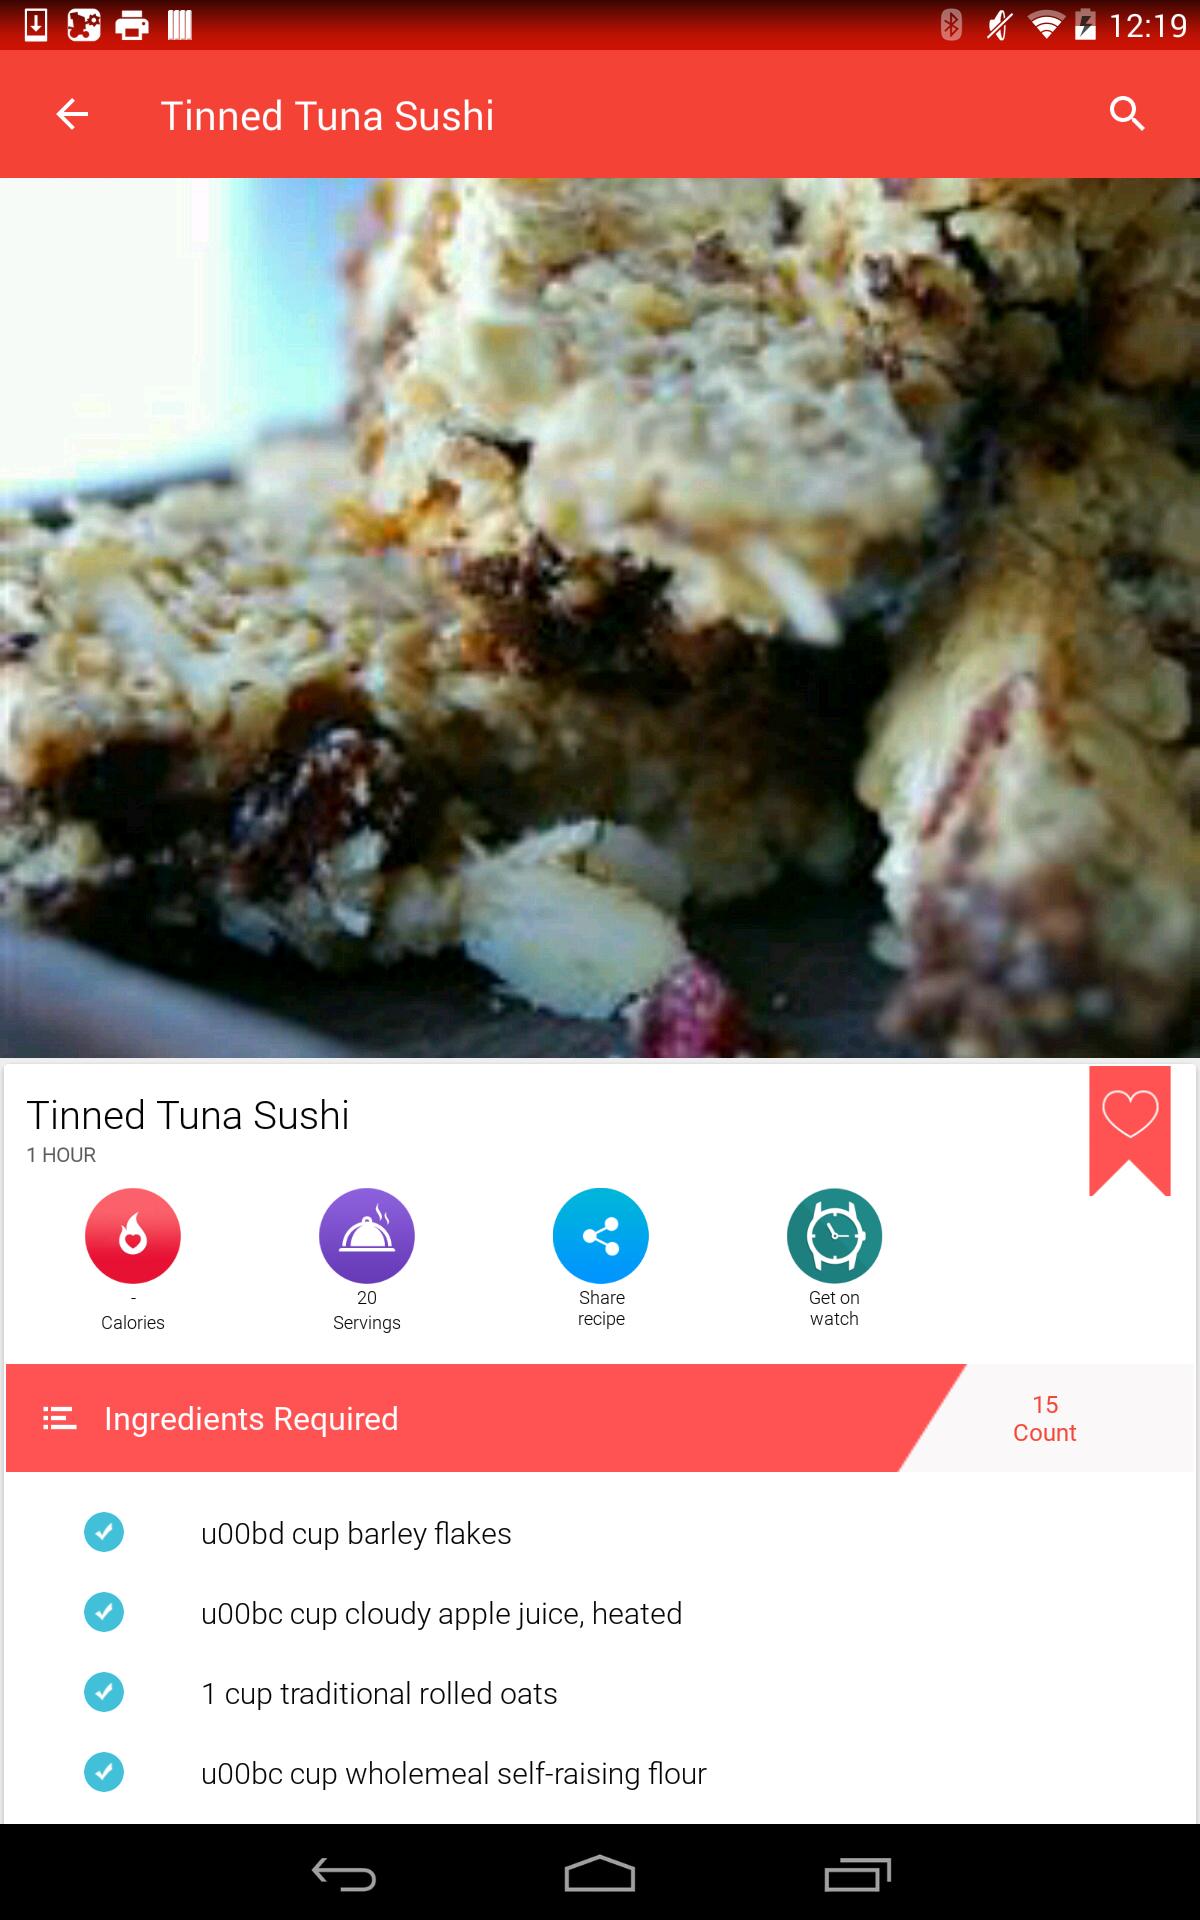 12:19
Tinned Tuna Sushi
Tinned Tuna Sushi
1 HOUR
-
Calories
20
Servings
Share
recipe
Get on
watch
Ingredients Required
15
Count
u00bd cup barley flakes
u00bc cup cloudy apple juice, heated
1 cup traditional rolled oats
u00bc cup wholemeal self-raising flour